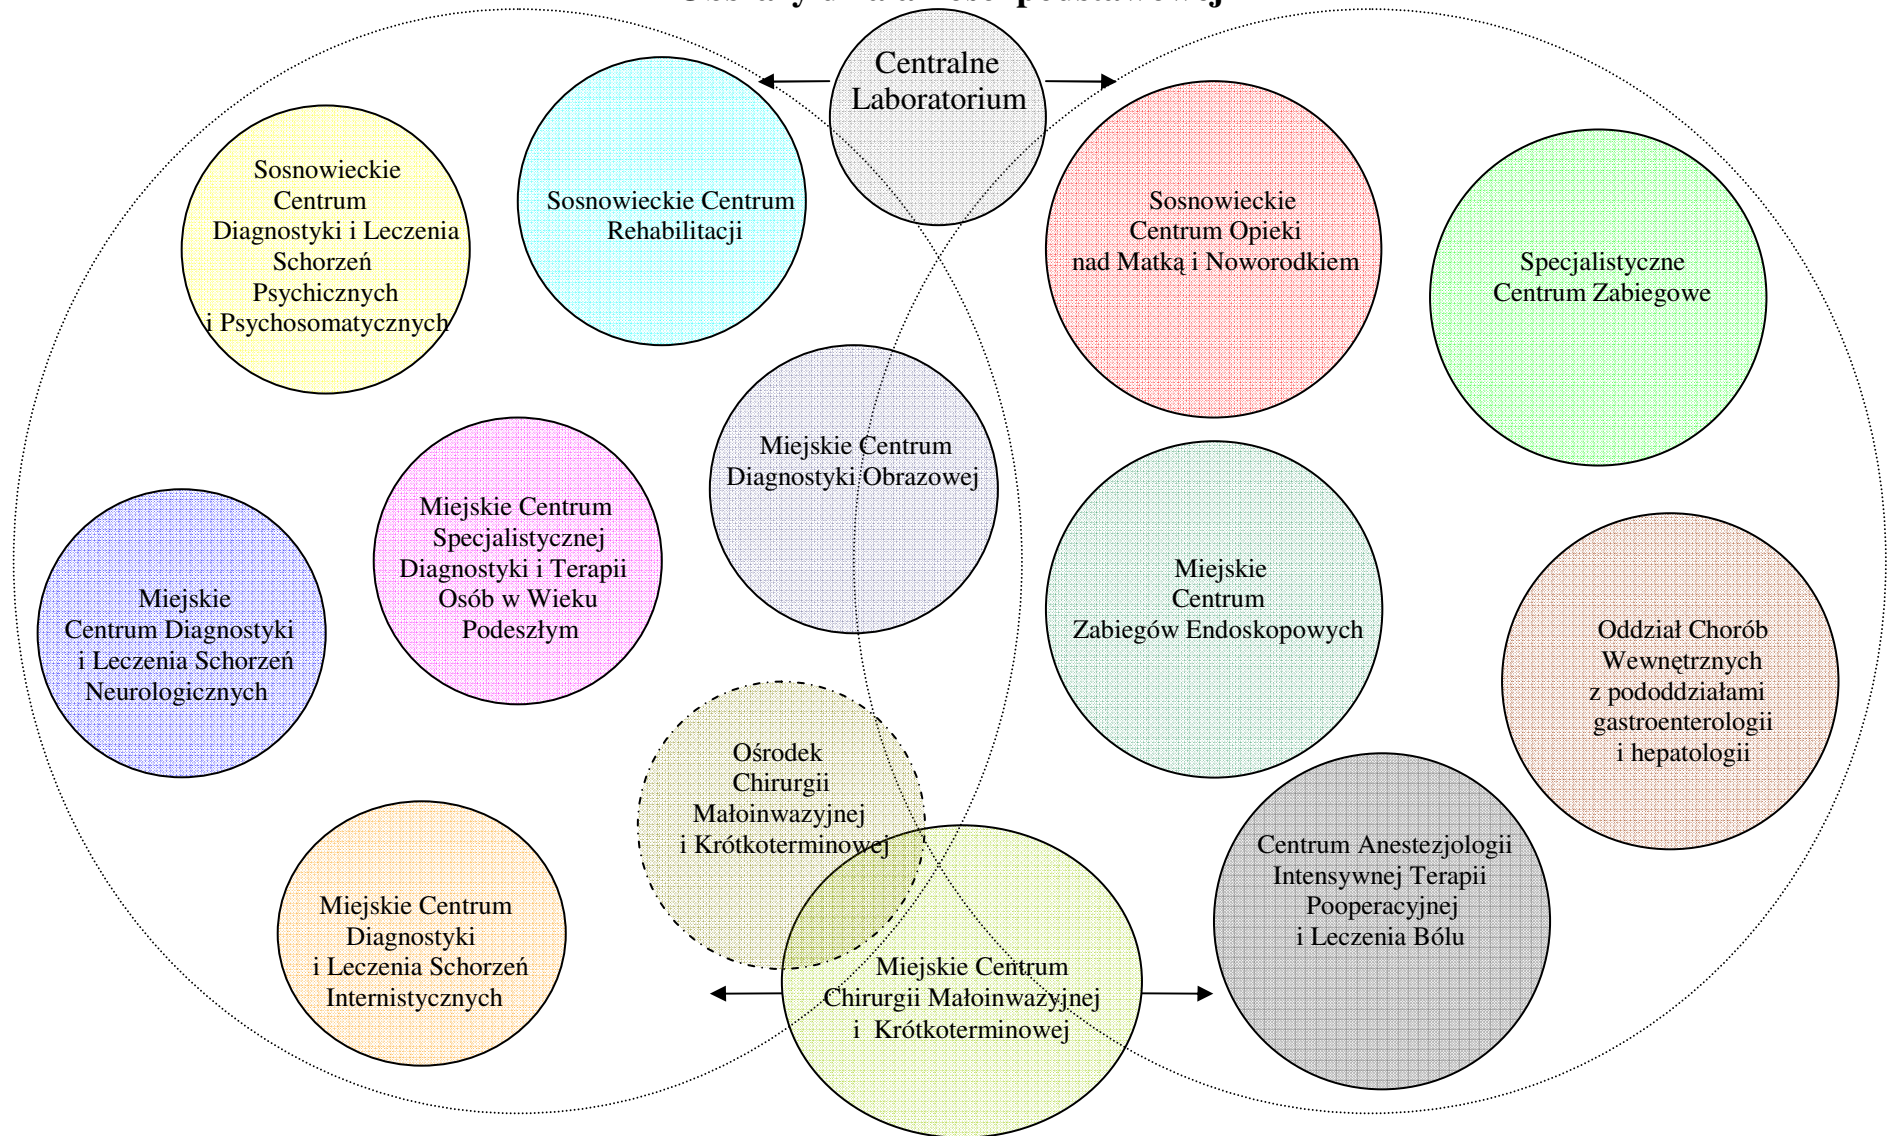 Centralne
Laboratorium
Sosnowieckie
Centrum
Diagnostyki i Leczenia
Schorzeń
Psychicznych
i Psychosomatycznych
Sosnowieckie Centrum
Rehabilitacji
Sosnowieckie
Centrum Opieki
nad Matką i Noworodkiem
Specjalistyczne
Centrum Zabiegowe
Miejskie Centrum
Diagnostyki Obrazowej
Miejskie Centrum
Specjalistycznej
Diagnostyki i Terapii
Osób w Wieku
Podeszłym
Miejskie
Centrum Diagnostyki
i Leczenia Schorzeń
Neurologicznych
Miejskie
Centrum
Zabiegów Endoskopowych
Oddział Chorób
Wewnętrznych
z pododdziałami
gastroenterologii
i hepatologii
Ośrodek
Chirurgii
Małoinwazyjnej
i Krótkoterminowej
Centrum Anestezjologii
Intensywnej Terapii
Pooperacyjnej
i Leczenia Bólu
Miejskie Centrum
Diagnostyki
i Leczenia Schorzeń
Internistycznych
Miejskie Centrum
Chirurgii Małoinwazyjnej
i Krótkoterminowej